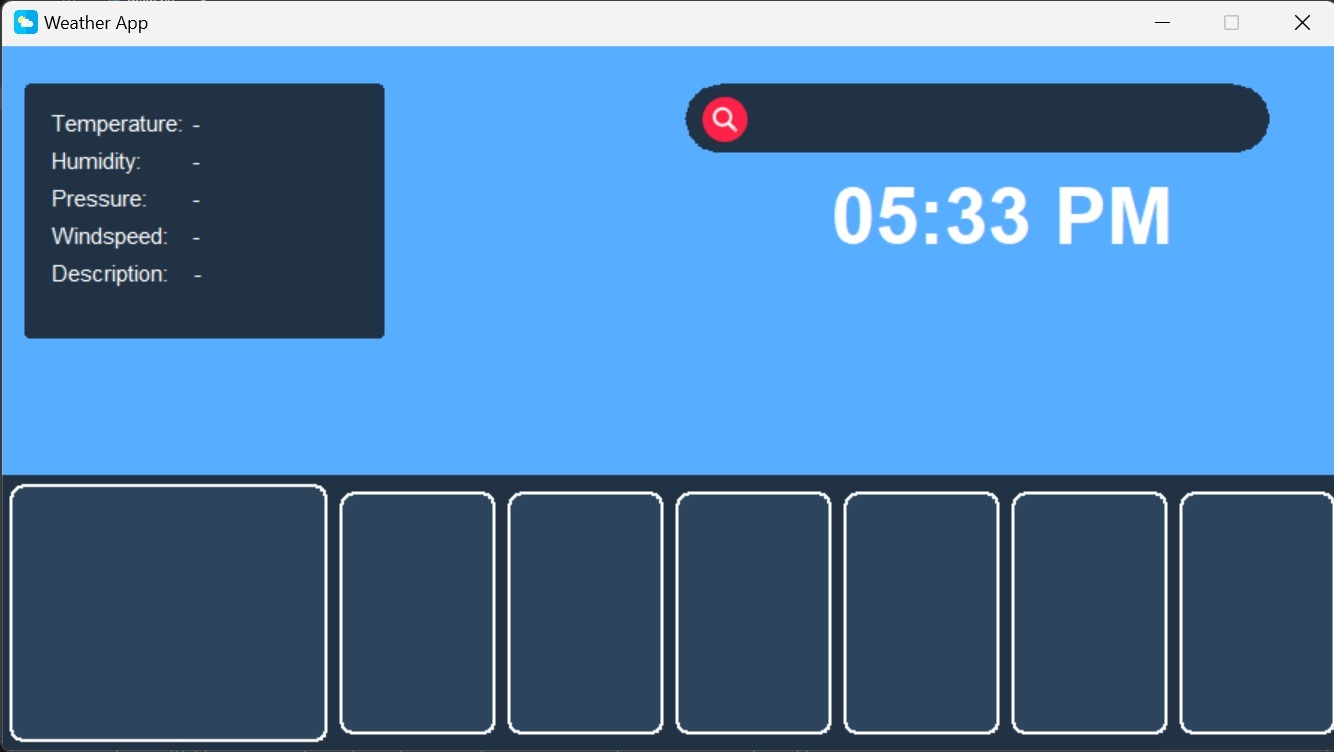 Weather App
Temperature: -
Humidity: -
Pressure: -
Windspeed: -
Description: -
05:33 PM